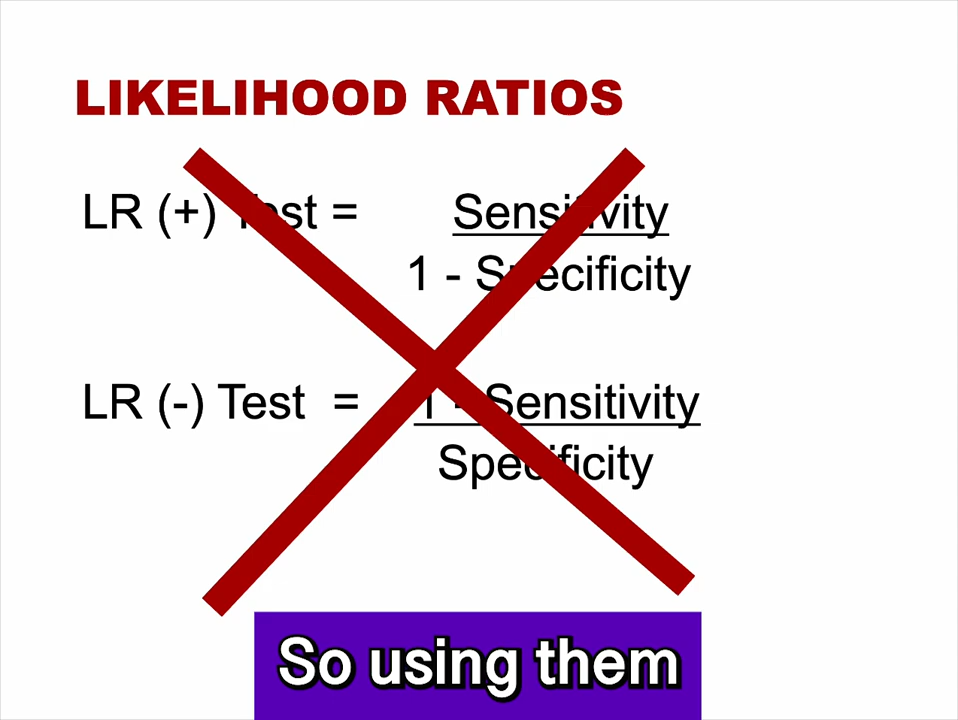 LIKELIHOOD RATIOS
LR (+) Test = Sensitivity
1 - Specificity
LR (-) Test = 1 - Sensitivity
Specificity
So using them